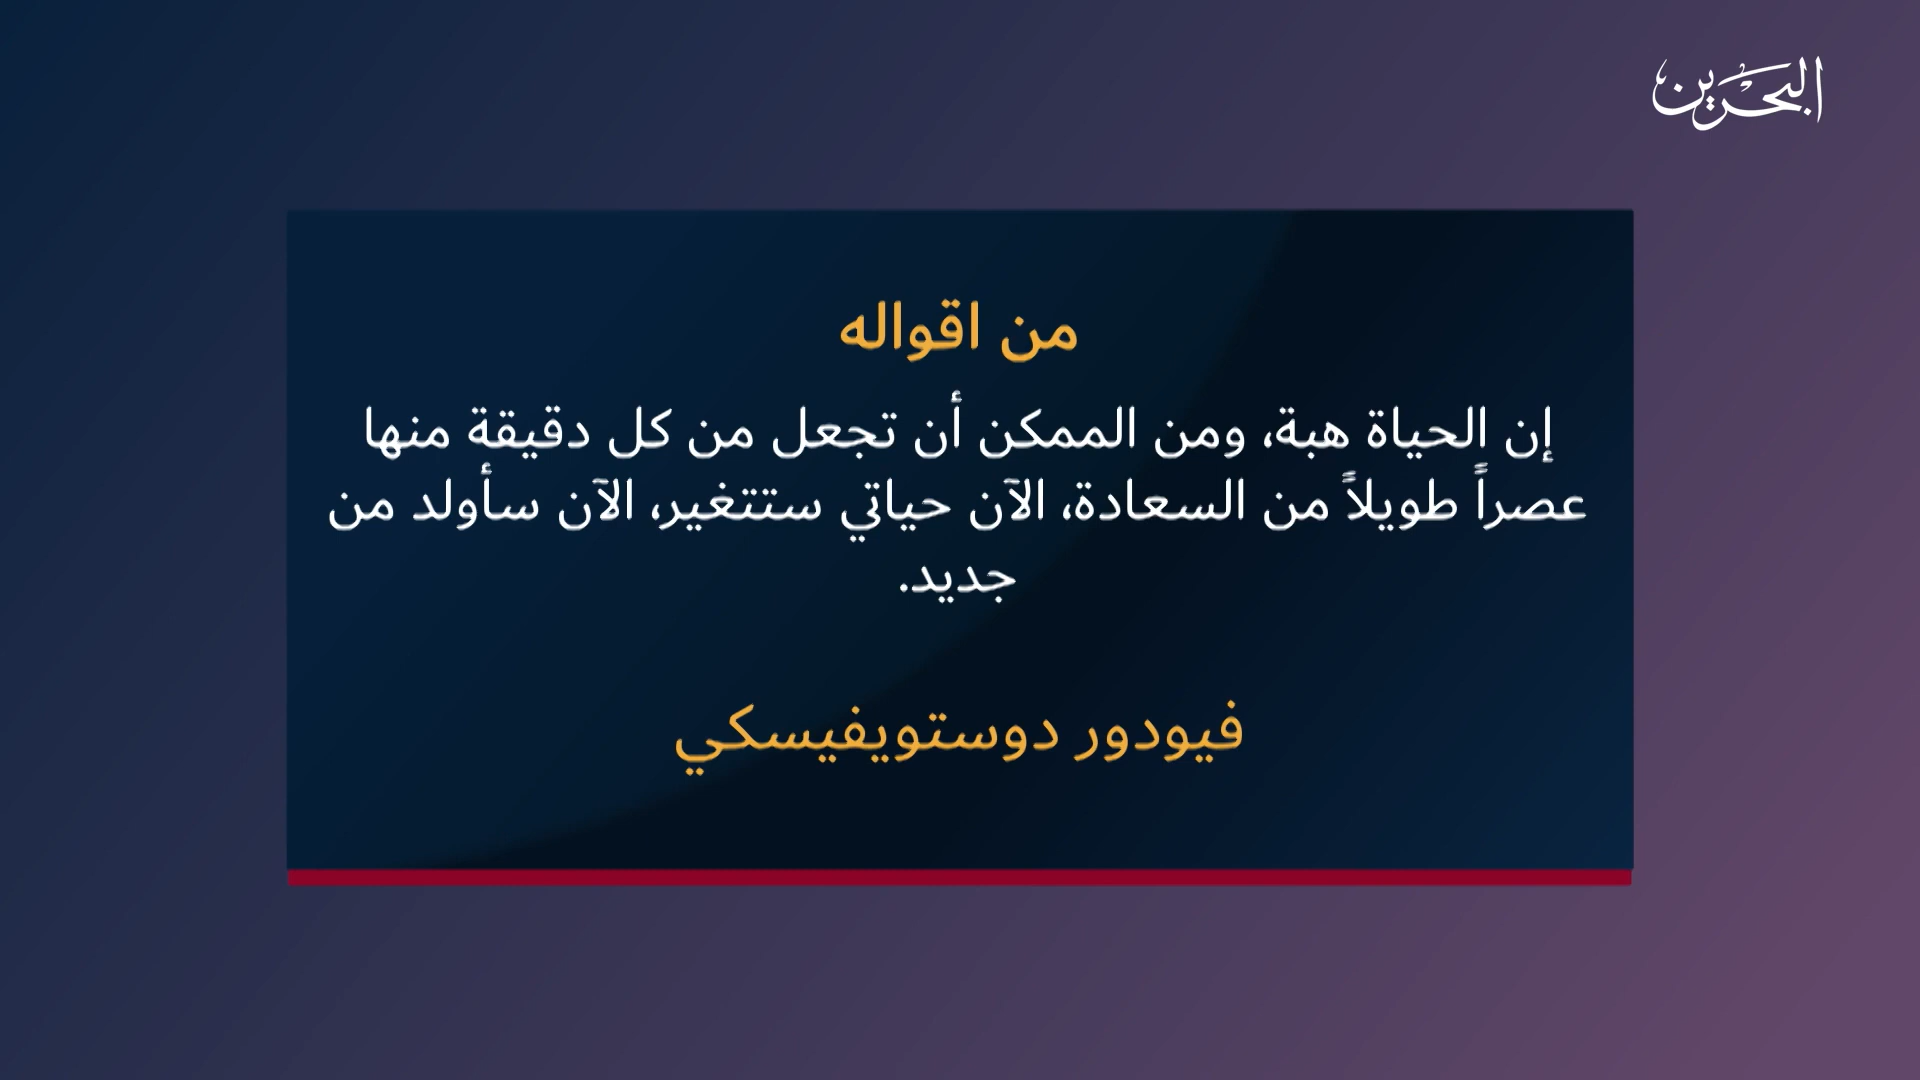 البحرين
من اقواله
إن الحياة هبة، ومن الممكن أن تجعل من كل دقيقة منها
عصراً طويلاً من السعادة، الآن حياتي ستتغير، الآن سأولد من
جديد.
فيودور دوستويفيسكي